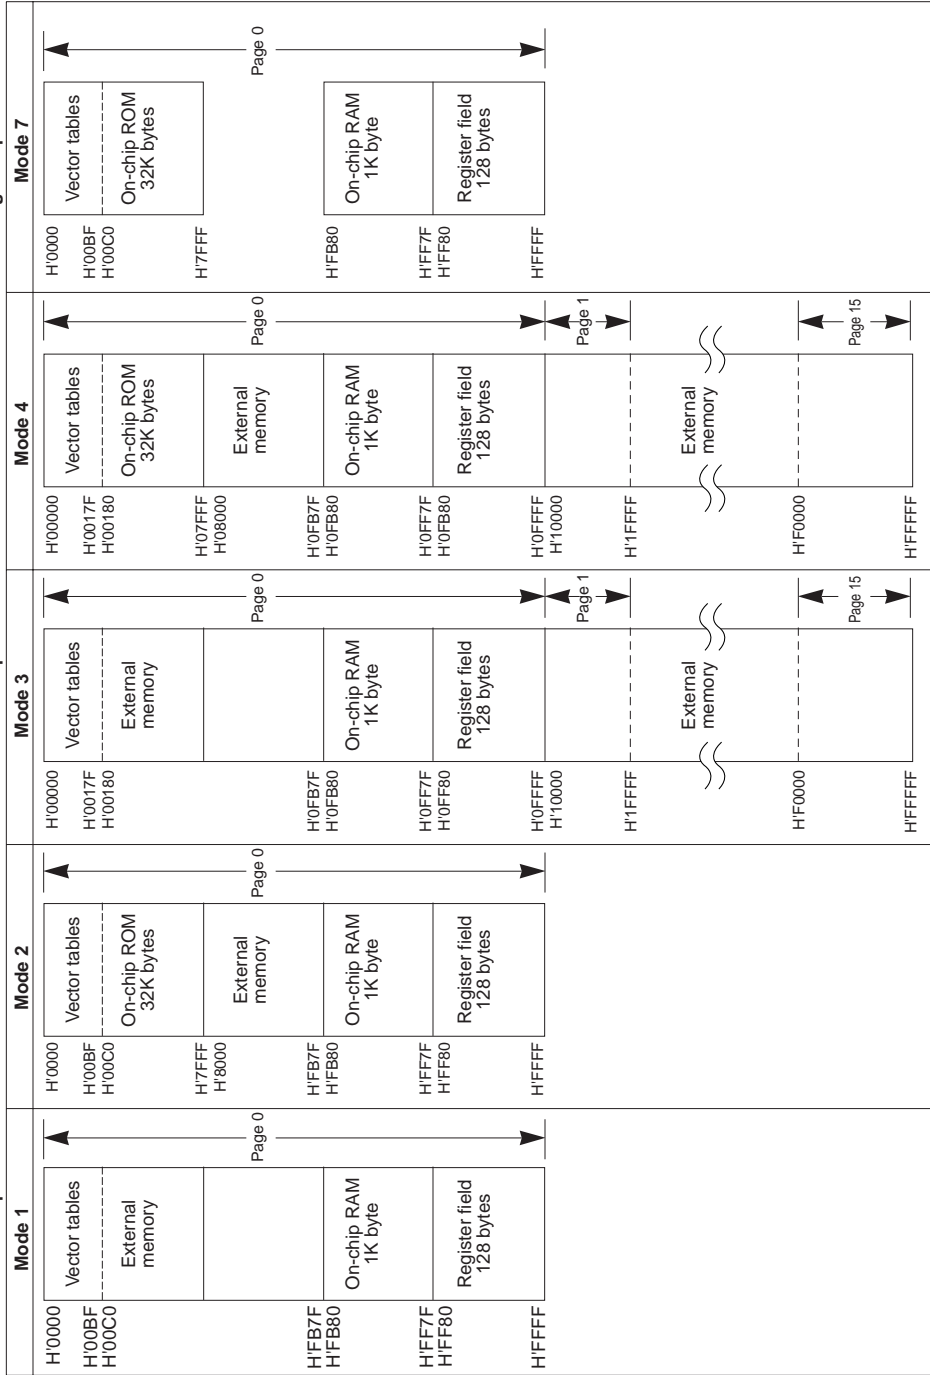 Mode 1
H'0000
Vector tables
H'00BF
H'00C0
External
memory
H'FB7F
H'FB80
On-chip RAM
1K byte
H'FF7F
H'FF80
Register field
128 bytes
H'FFFF
Page 0
Mode 2
H'0000
Vector tables
H'00BF
H'00C0
On-chip ROM
32K bytes
H'7FFF
H'8000
External
memory
H'FB7F
H'FB80
On-chip RAM
1K byte
H'FF7F
H'FF80
Register field
128 bytes
H'FFFF
Page 0
Mode 3
H'00000
Vector tables
H'0017F
H'00180
External
memory
H'0FB7F
H'0FB80
On-chip RAM
1K byte
H'0FF7F
H'0FF80
Register field
128 bytes
H'0FFFF
H'10000
H'1FFFF
External
memory
H'F0000
H'FFFFF
Page 0
Page 1
Page 15
Mode 4
H'00000
Vector tables
H'0017F
H'00180
On-chip ROM
32K bytes
H'07FFF
H'08000
External
memory
H'0FB7F
H'0FB80
On-chip RAM
1K byte
H'0FF7F
H'0FB80
Register field
128 bytes
H'0FFFF
H'10000
H'1FFFF
External
memory
H'F0000
H'FFFFF
Page 0
Page 1
Page 15
Mode 7
H'0000
Vector tables
H'00BF
H'00C0
On-chip ROM
32K bytes
H'7FFF
H'FB80
On-chip RAM
1K byte
H'FF7F
H'FF80
Register field
128 bytes
H'FFFF
Page 0